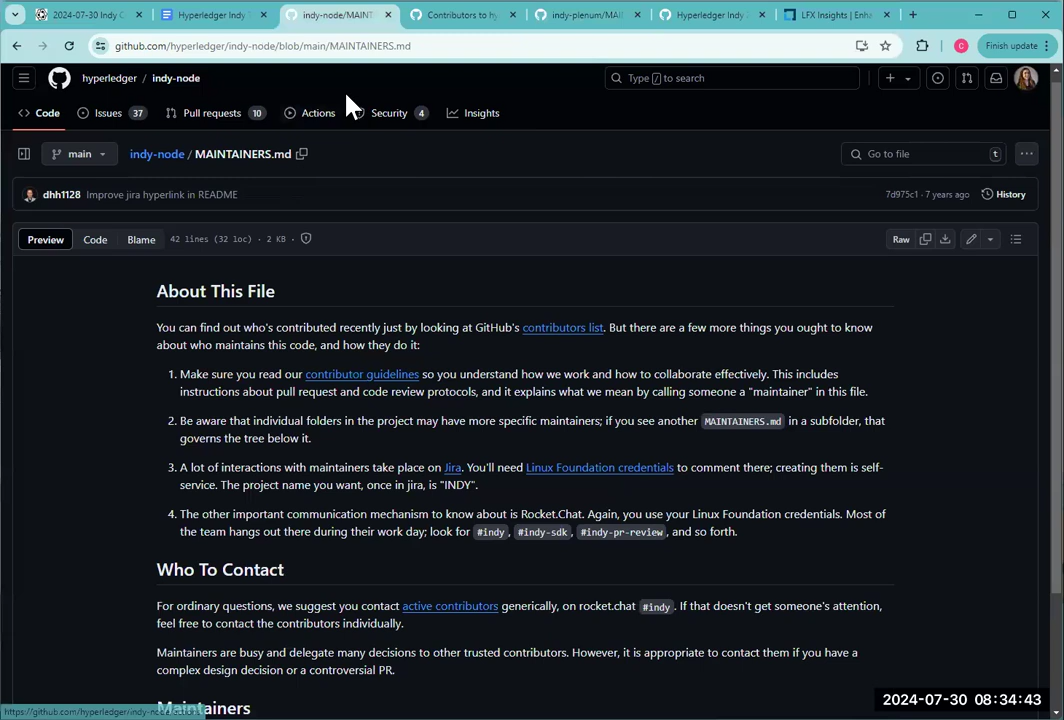 2024-07-30 Indy C
Hyperledger Indy
indy-node/MAINT
Contributors to hy
indy-plenum/MAI
Hyperledger Indy
LFX Insights | Enha
github.com/hyperledger/indy-node/blob/main/MAINTAINERS.md
C
Finish update
hyperledger / indy-node
Type / to search
Code
Issues 37
Pull requests 10
Actions
Security 4
Insights
main
indy-node / MAINTAINERS.md
Go to file
t
dhh1128 Improve jira hyperlink in README
7d975c1 · 7 years ago
History
Preview
Code
Blame
42 lines (32 loc) · 2 KB
Raw
About This File
You can find out who's contributed recently just by looking at GitHub's contributors list. But there are a few more things you ought to know
about who maintains this code, and how they do it:
1. Make sure you read our contributor guidelines so you understand how we work and how to collaborate effectively. This includes
instructions about pull request and code review protocols, and it explains what we mean by calling someone a "maintainer" in this file.
2. Be aware that individual folders in the project may have more specific maintainers; if you see another MAINTAINERS.md in a subfolder, that
governs the tree below it.
3. A lot of interactions with maintainers take place on Jira. You'll need Linux Foundation credentials to comment there; creating them is self-
service. The project name you want, once in jira, is "INDY".
4. The other important communication mechanism to know about is Rocket.Chat. Again, you use your Linux Foundation credentials. Most of
the team hangs out there during their work day; look for #indy, #indy-sdk, #indy-pr-review, and so forth.
Who To Contact
For ordinary questions, we suggest you contact active contributors generically, on rocket.chat #indy. If that doesn't get someone's attention,
feel free to contact the contributors individually.
Maintainers are busy and delegate many decisions to other trusted contributors. However, it is appropriate to contact them if you have a
complex design decision or a controversial PR.
Maintainers
2024-07-30 08:34:43
https://github.com/hyperledger/indy-node/actions